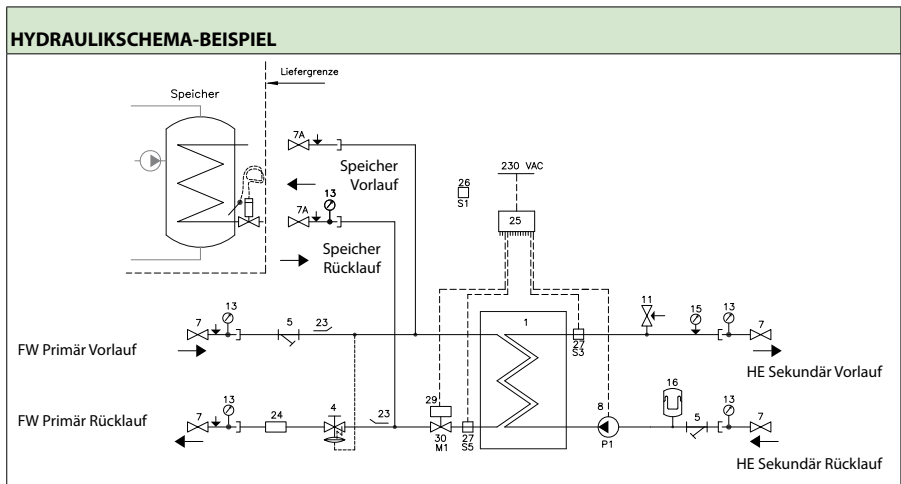 HYDRAULIKSCHEMA-BEISPIEL
Liefergrenze
Speicher
7A
Speicher
Vorlauf
230 VAC
26
S1
13
7A
25
Speicher
Rücklauf
13
7
5
23
1
11
15
13
7
27
S3
FW Primär Vorlauf
HE Sekundär Vorlauf
29
16
FW Primär Rücklauf
7
13
24
4
23
30
M1
27
S5
8
P1
5
13
7
HE Sekundär Rücklauf